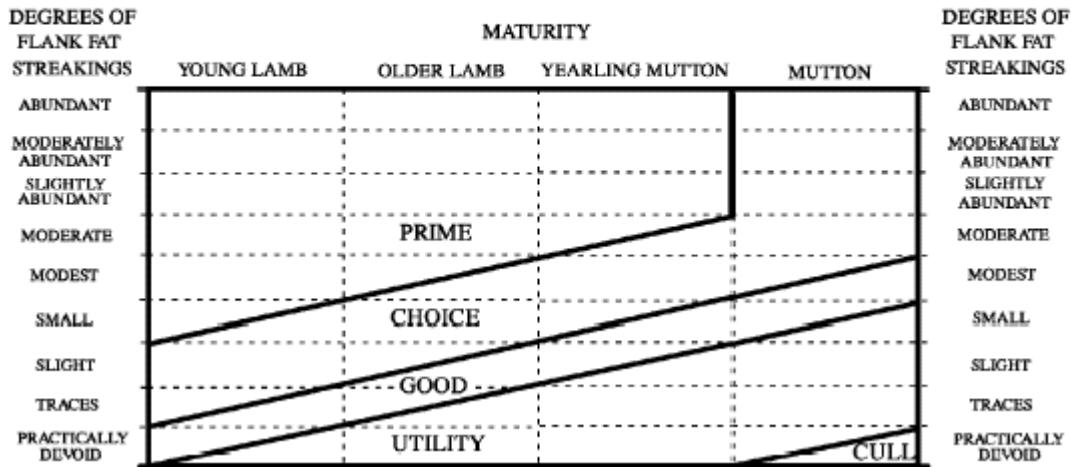 DEGREES OF
FLANK FAT
STREAKINGS
MATURITY
DEGREES OF
FLANK FAT
STREAKINGS
YOUNG LAMB
OLDER LAMB
YEARLING MUTTON
MUTTON
ABUNDANT
ABUNDANT
MODERATELY
ABUNDANT
MODERATELY
ABUNDANT
SLIGHTLY
ABUNDANT
SLIGHTLY
ABUNDANT
MODERATE
PRIME
MODERATE
MODEST
MODEST
SMALL
CHOICE
SMALL
SLIGHT
SLIGHT
GOOD
TRACES
TRACES
PRACTICALLY
DEVOID
UTILITY
CULL
PRACTICALLY
DEVOID